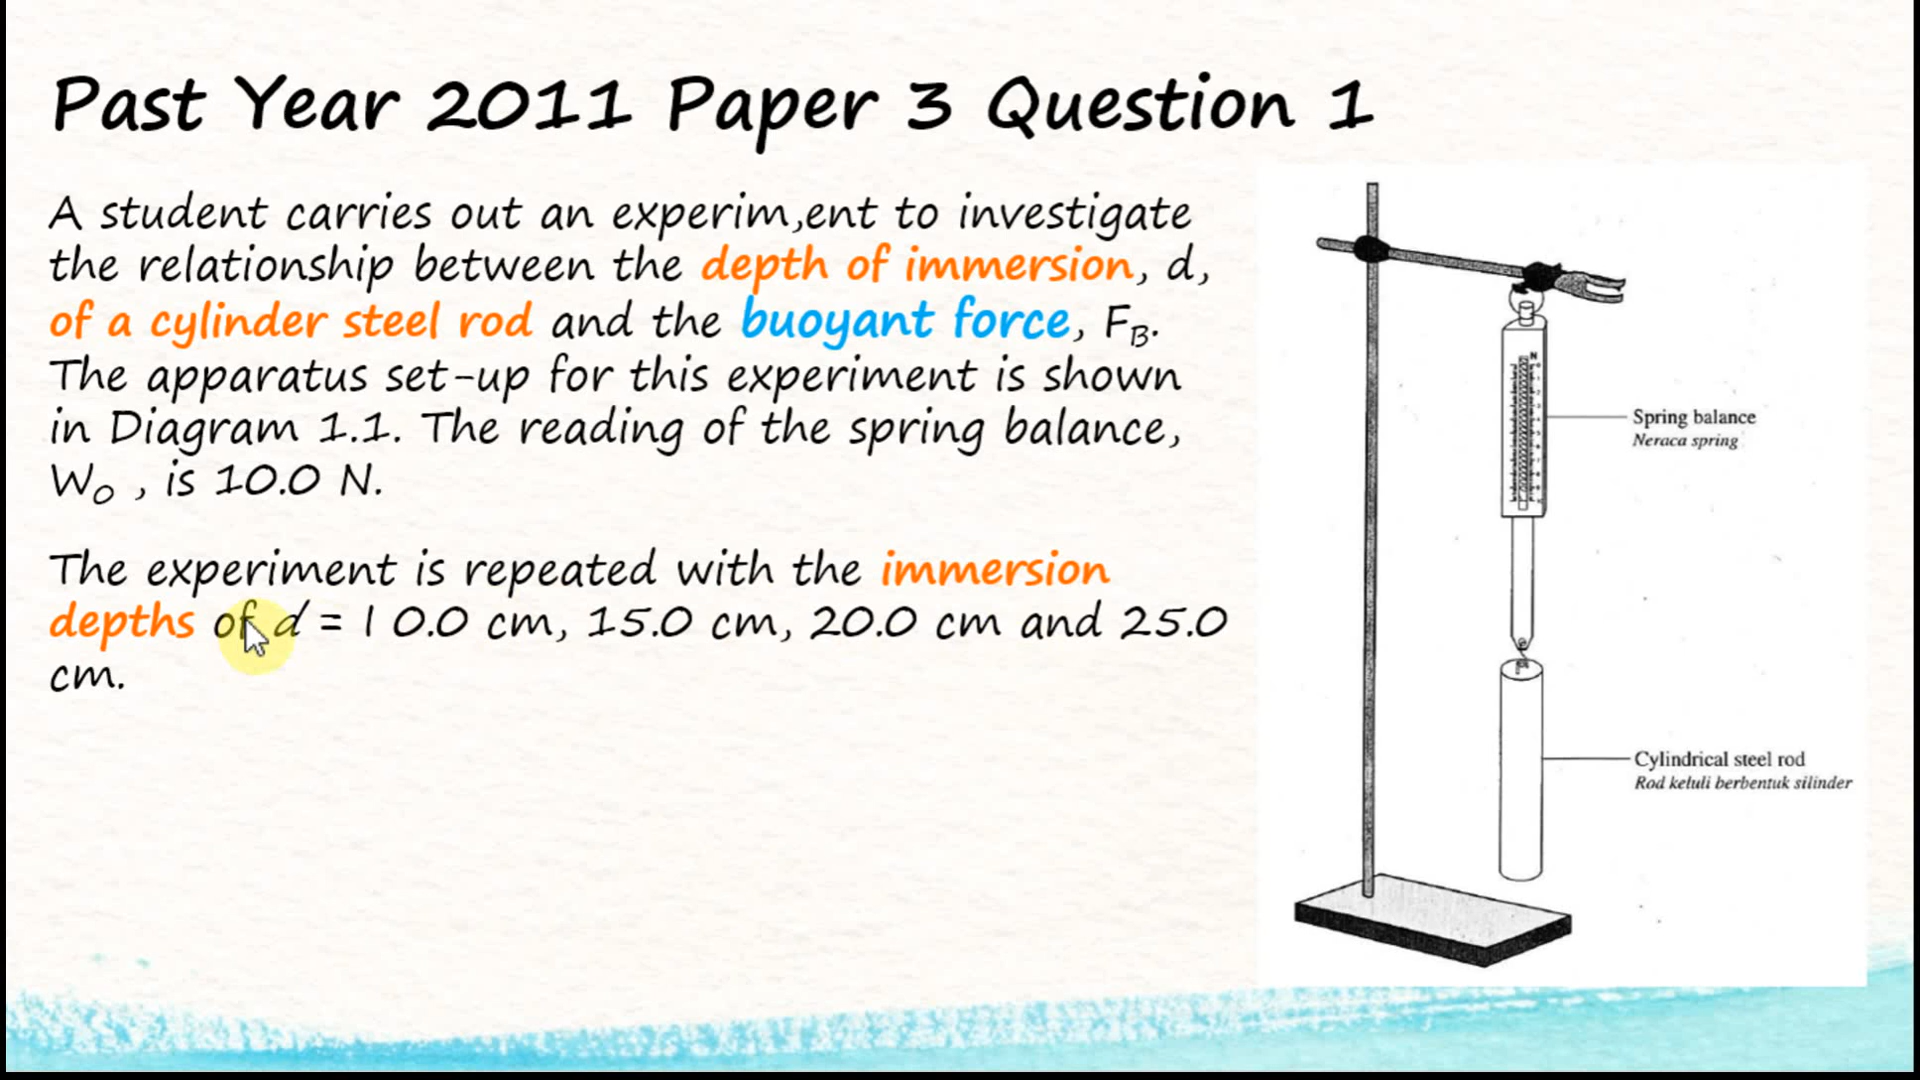 Past Year 2011 Paper 3 Question 1
A student carries out an experim,ent to investigate
the relationship between the depth of immersion, d,
of a cylinder steel rod and the buoyant force, FB.
The apparatus set-up for this experiment is shown
in Diagram 1.1. The reading of the spring balance,
Wo , is 10.0 N.
The experiment is repeated with the immersion
depths of d = 1 0.0 cm, 15.0 cm, 20.0 cm and 25.0
cm.
N
Spring balance
Neraca spring
Cylindrical steel rod
Rod keluli berbentuk silinder